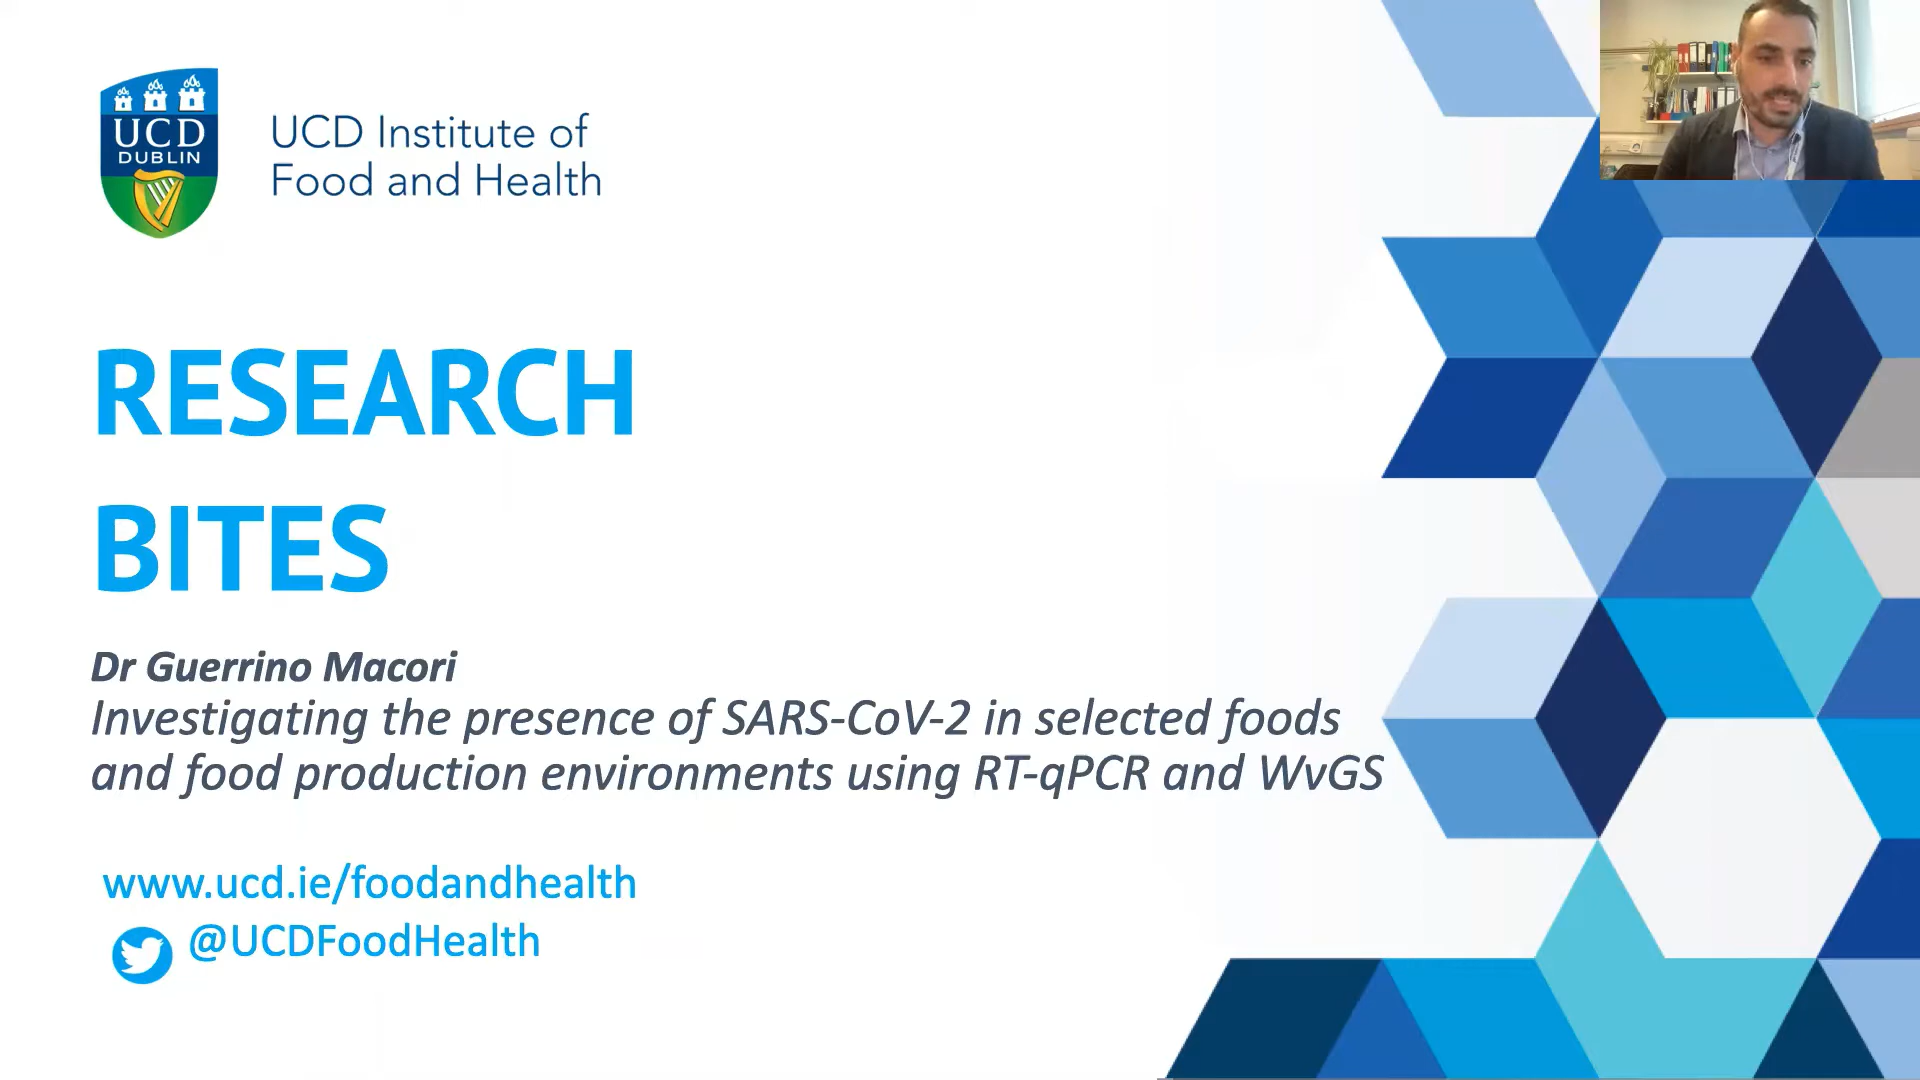 UCD
DUBLIN
UCD Institute of
Food and Health
RESEARCH
BITES
Dr Guerrino Macori
Investigating the presence of SARS-CoV-2 in selected foods
and food production environments using RT-qPCR and WvGS
www.ucd.ie/foodandhealth
@UCDFoodHealth